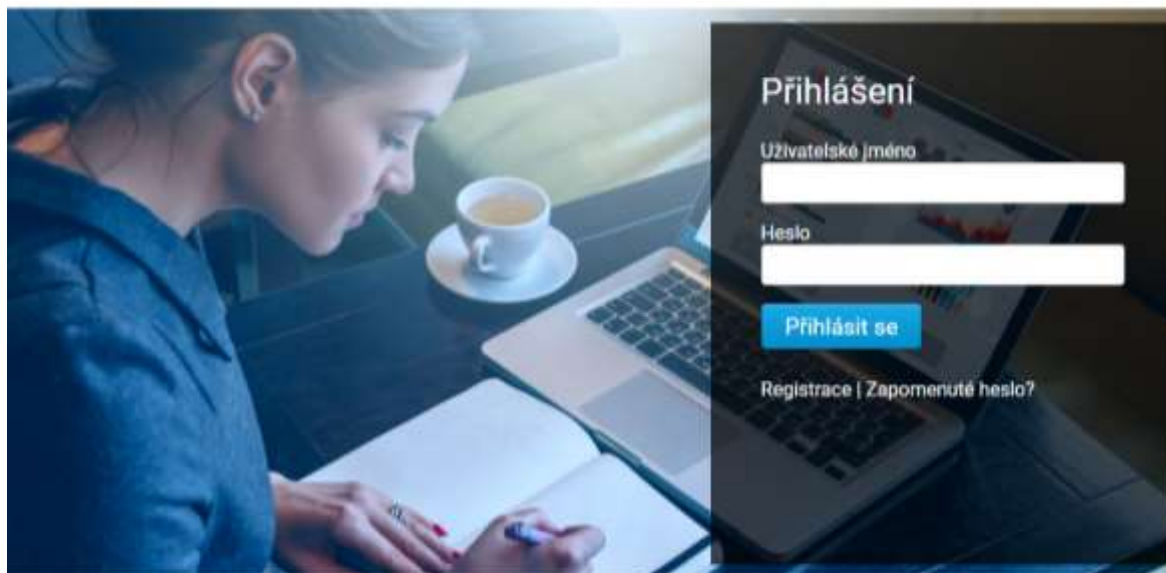 Přihlášení
Uživatelské jméno
Heslo
Přihlásit se
Registrace | Zapomenuté heslo?